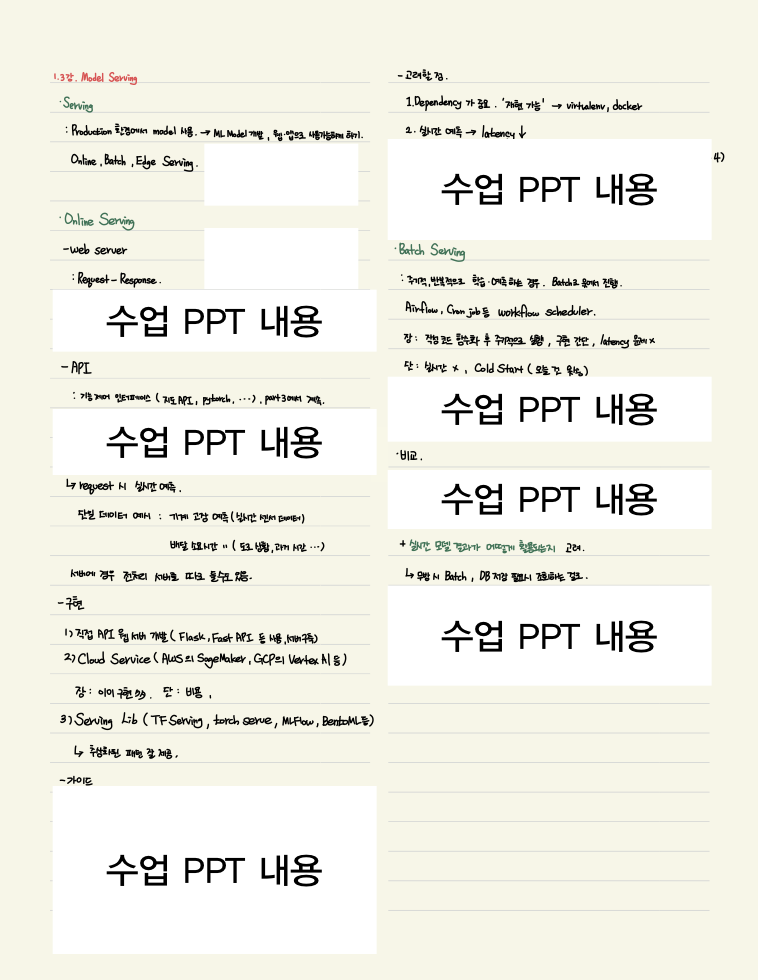 1.3강. Model Serving
·Serving
: Production 환경에서 model 사용. → ML Model 개발, 웹·앱으로 사용가능하게 하기.
Online, Batch, Edge Serving.
·Online Serving
-web server
: Request-Response.
수업 PPT 내용
-API
: 기능제어 인터페이스 (지도API, pytorch, ···), part3에서 계속.
수업 PPT 내용
↳ request 시 실시간 예측.
단일 데이터 예시 : 기계 고장 예측(실시간 센서 데이터)
배달 소요시간 " (도로 상황, 과거 시간 ···)
서버에 경우 전처리 서버로 따로 둘수도 있음.
-구현
1) 직접 API 웹 서버 개발 ( Flask, Fast API 등 사용, 서버구축)
2) Cloud Service ( AWS의 SageMaker, GCP의 Vertex AI 등)
장 : 이미 구현 단 : 비용,
3) Serving Lib (TF Serving, torch serve, MLFlow, BentoML등)
↳ 추상화된 패턴 잘 제공.
-가이드
수업 PPT 내용
-고려할 점.
1.Dependency 가 중요. '재현 가능' → virtualenv, docker
2. 실시간 예측 → latency ↓
4)
수업 PPT 내용
·Batch Serving
: 주기적, 반복적으로 학습·예측 하는 경우. Batch로 묶어서 진행.
Airflow, Cron job등 workflow scheduler.
장 : 작성 코드 함수화 후 주기적으로 실행, 구현 간단, latency 문제 x
단 : 실시간 x, Cold Start ( 오늘 것 못씀)
수업 PPT 내용
·비교.
수업 PPT 내용
+ 실시간 모델 결과가 어떻게 활용되는지 고려.
↳ 무방 시 Batch, DB 저장 필요시 조회하는 걸로.
수업 PPT 내용